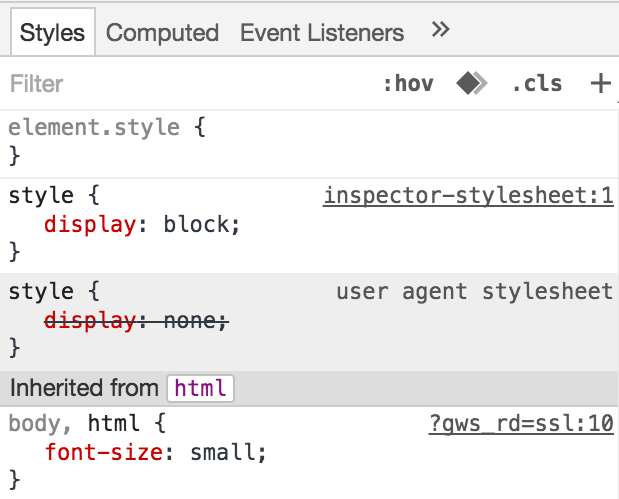 Styles Computed Event Listeners »
Filter :hov .cls +
element.style {
}
style { inspector-stylesheet:1
display: block;
}
style { user agent stylesheet
display: none;
}
Inherited from html
body, html { ?gws_rd=ssl:10
font-size: small;
}